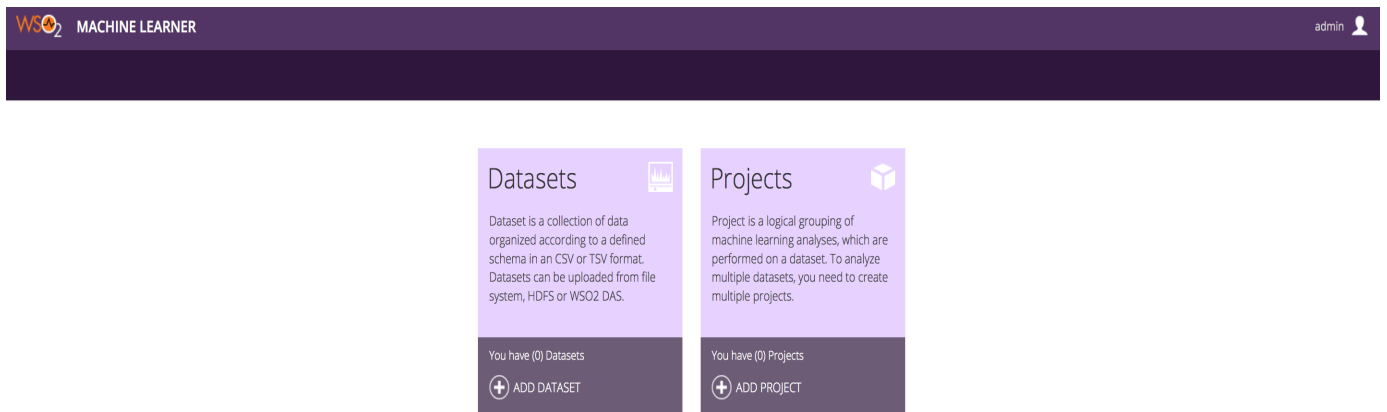 WSO2 MACHINE LEARNER
admin
Datasets
Dataset is a collection of data
organized according to a defined
schema in an CSV or TSV format.
Datasets can be uploaded from file
system, HDFS or WSO2 DAS.
You have (0) Datasets
ADD DATASET
Projects
Project is a logical grouping of
machine learning analyses, which are
performed on a dataset. To analyze
multiple datasets, you need to create
multiple projects.
You have (0) Projects
ADD PROJECT